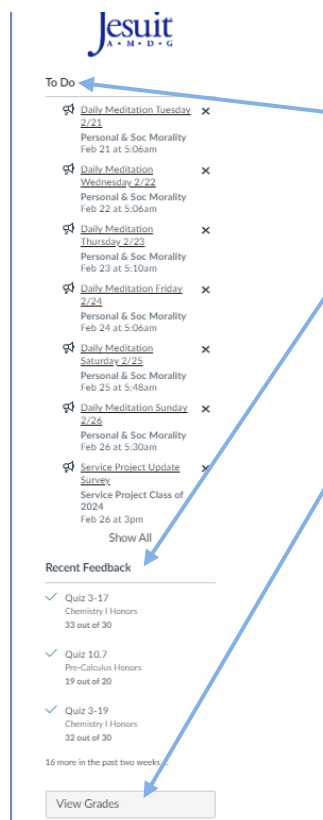 Jesuit
A•M•D•G
To Do
Daily Meditation Tuesday
2/21
Personal & Soc Morality
Feb 21 at 5:06am
Daily Meditation
Wednesday 2/22
Personal & Soc Morality
Feb 22 at 5:06am
Daily Meditation
Thursday 2/23
Personal & Soc Morality
Feb 23 at 5:10am
Daily Meditation Friday
2/24
Personal & Soc Morality
Feb 24 at 5:06am
Daily Meditation
Saturday 2/25
Personal & Soc Morality
Feb 25 at 5:48am
Daily Meditation Sunday
2/26
Personal & Soc Morality
Feb 26 at 5:30am
Service Project Update
Survey
Service Project Class of
2024
Feb 26 at 3pm
Show All
Recent Feedback
Quiz 3-17
Chemistry I Honors
33 out of 30
Quiz 10.7
Pre-Calculus Honors
19 out of 20
Quiz 3-19
Chemistry I Honors
32 out of 30
16 more in the past two weeks...
View Grades